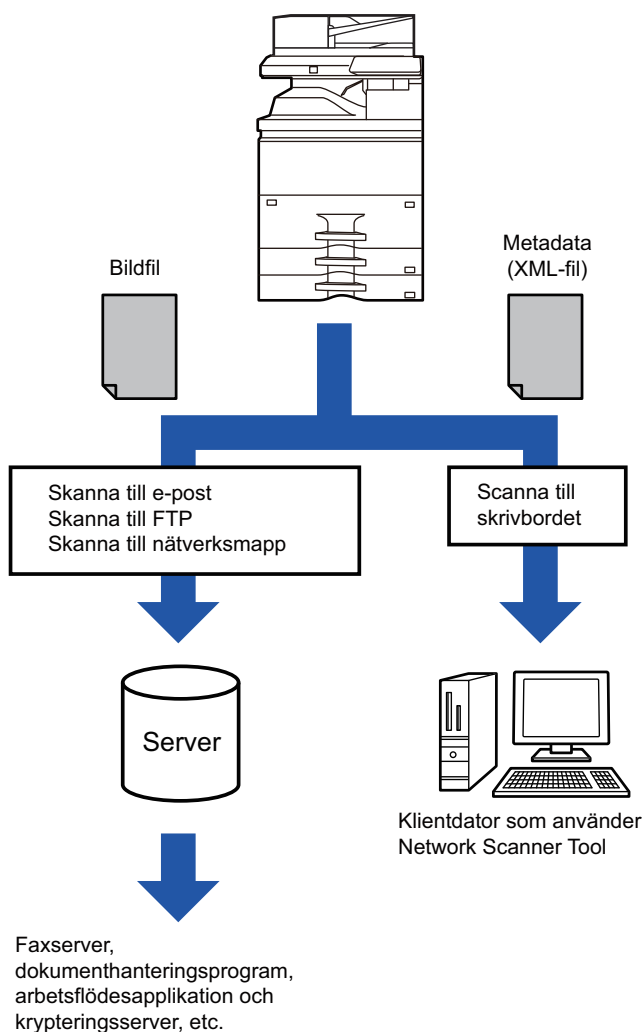 Bildfil
Metadata
(XML-fil)
Skanna till e-post
Skanna till FTP
Skanna till nätverksmapp
Scanna till
skrivbordet
Server
Klientdator som använder
Network Scanner Tool
Faxserver,
dokumenthanteringsprogram,
arbetsflödesapplikation och
krypteringsserver, etc.